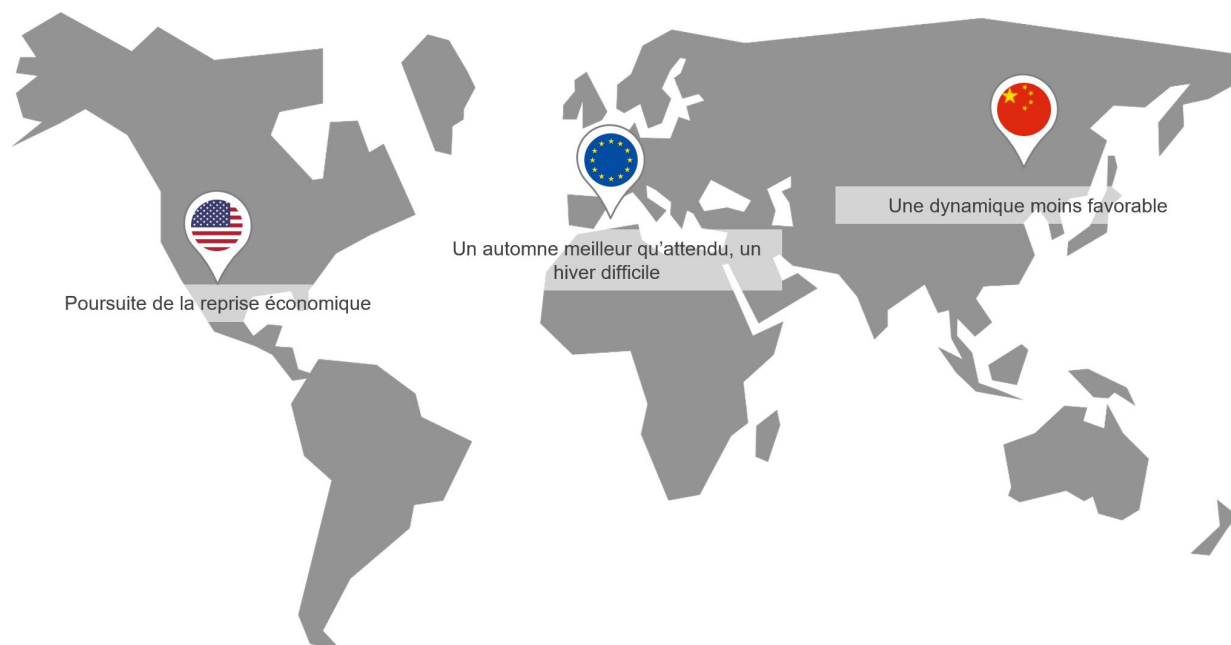 Poursuite de la reprise économique
Un automne meilleur qu’attendu, un
hiver difficile
Une dynamique moins favorable